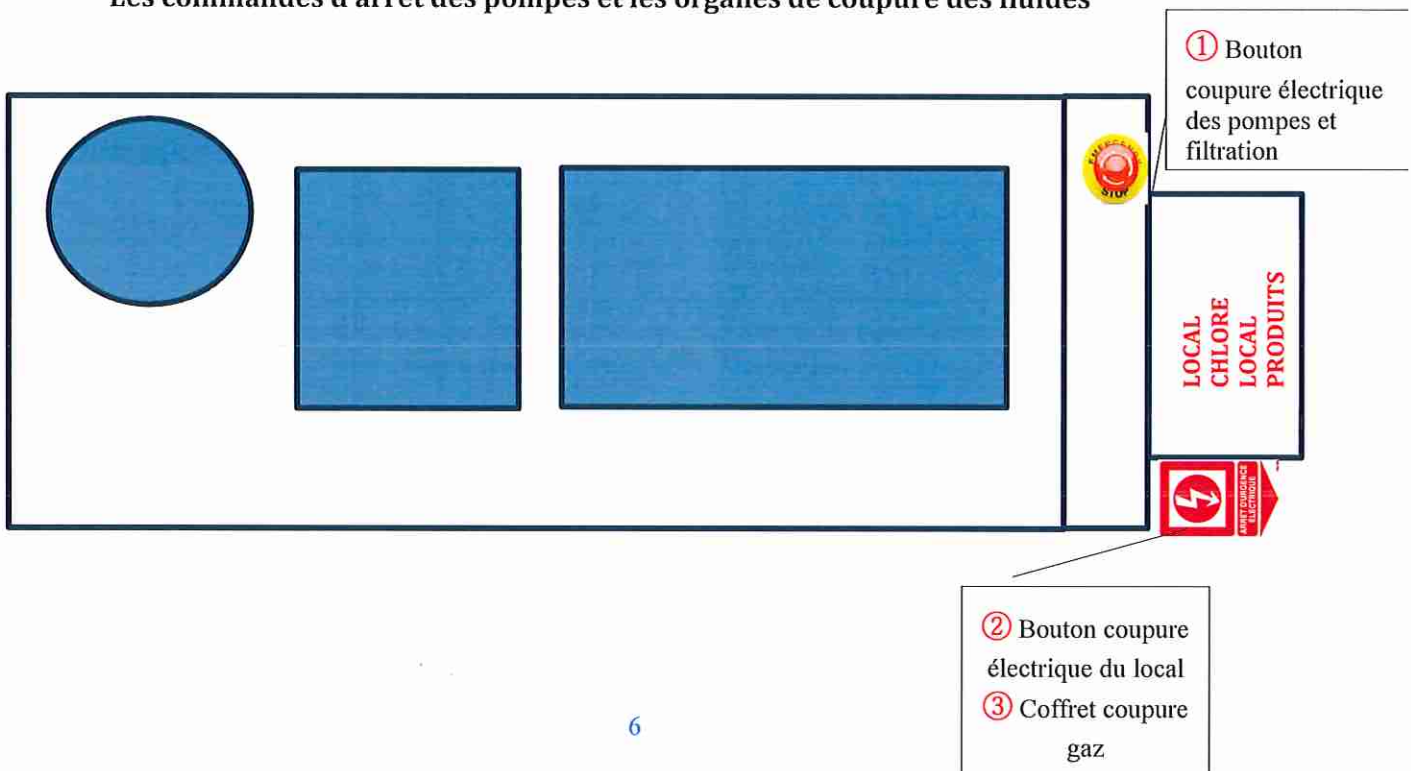 Les commandes d'arrêt des pompes et les organes de coupure des fluides
① Bouton
coupure électrique
des pompes et
filtration
EMERGENCY
STOP
LOCAL
CHLORE
LOCAL
PRODUITS
ARRET D'URGENCE
ELECTRIQUE
② Bouton coupure
électrique du local
③ Coffret coupure
gaz
6